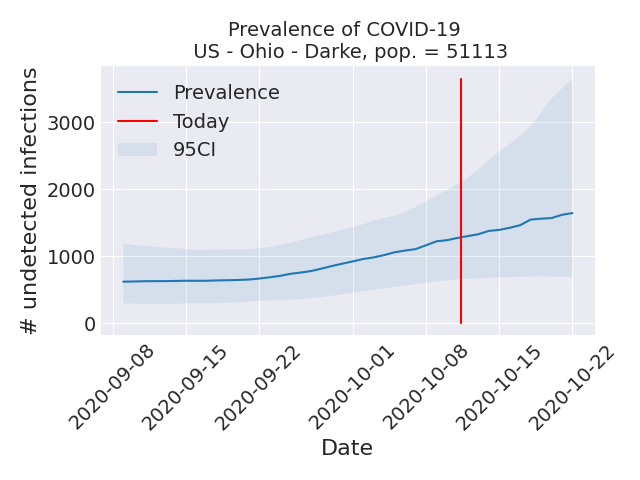 Prevalence of COVID-19
US - Ohio - Darke, pop. = 51113
# undetected infections
3000
2000
1000
0
Prevalence
Today
95CI
2020-09-08
2020-09-15
2020-09-22
2020-10-01
2020-10-08
2020-10-15
2020-10-22
Date